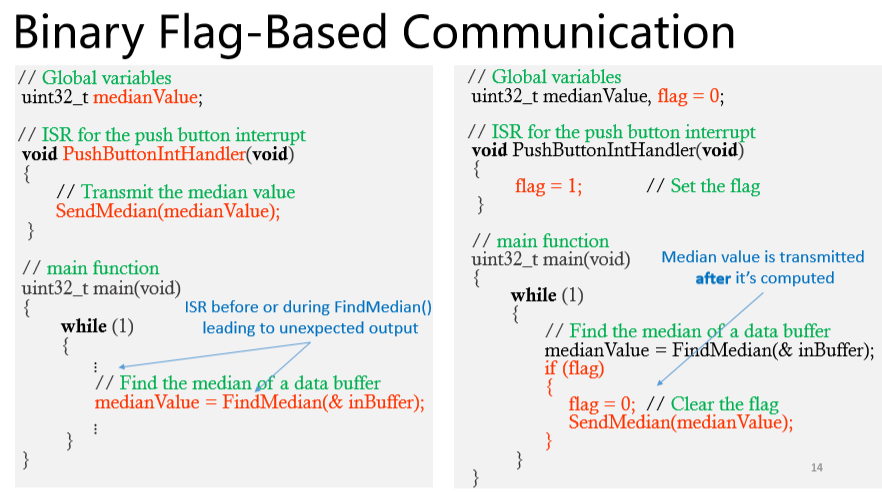 Binary Flag-Based Communication
// Global variables
uint32_t medianValue;
// ISR for the push button interrupt
void PushButtonIntHandler(void)
{
// Transmit the median value
SendMedian(medianValue);
}
// main function
uint32_t main(void)
{
ISR before or during FindMedian()
leading to unexpected output
while (1)
{
⋮
// Find the median of a data buffer
medianValue = FindMedian(& inBuffer);
⋮
}
}
// Global variables
uint32_t medianValue, flag = 0;
// ISR for the push button interrupt
void PushButtonIntHandler(void)
{
flag = 1; // Set the flag
}
// main function
uint32_t main(void)
{
Median value is transmitted
after it's computed
while (1)
{
// Find the median of a data buffer
medianValue = FindMedian(& inBuffer);
if (flag)
{
flag = 0; // Clear the flag
SendMedian(medianValue);
}
}
}
14